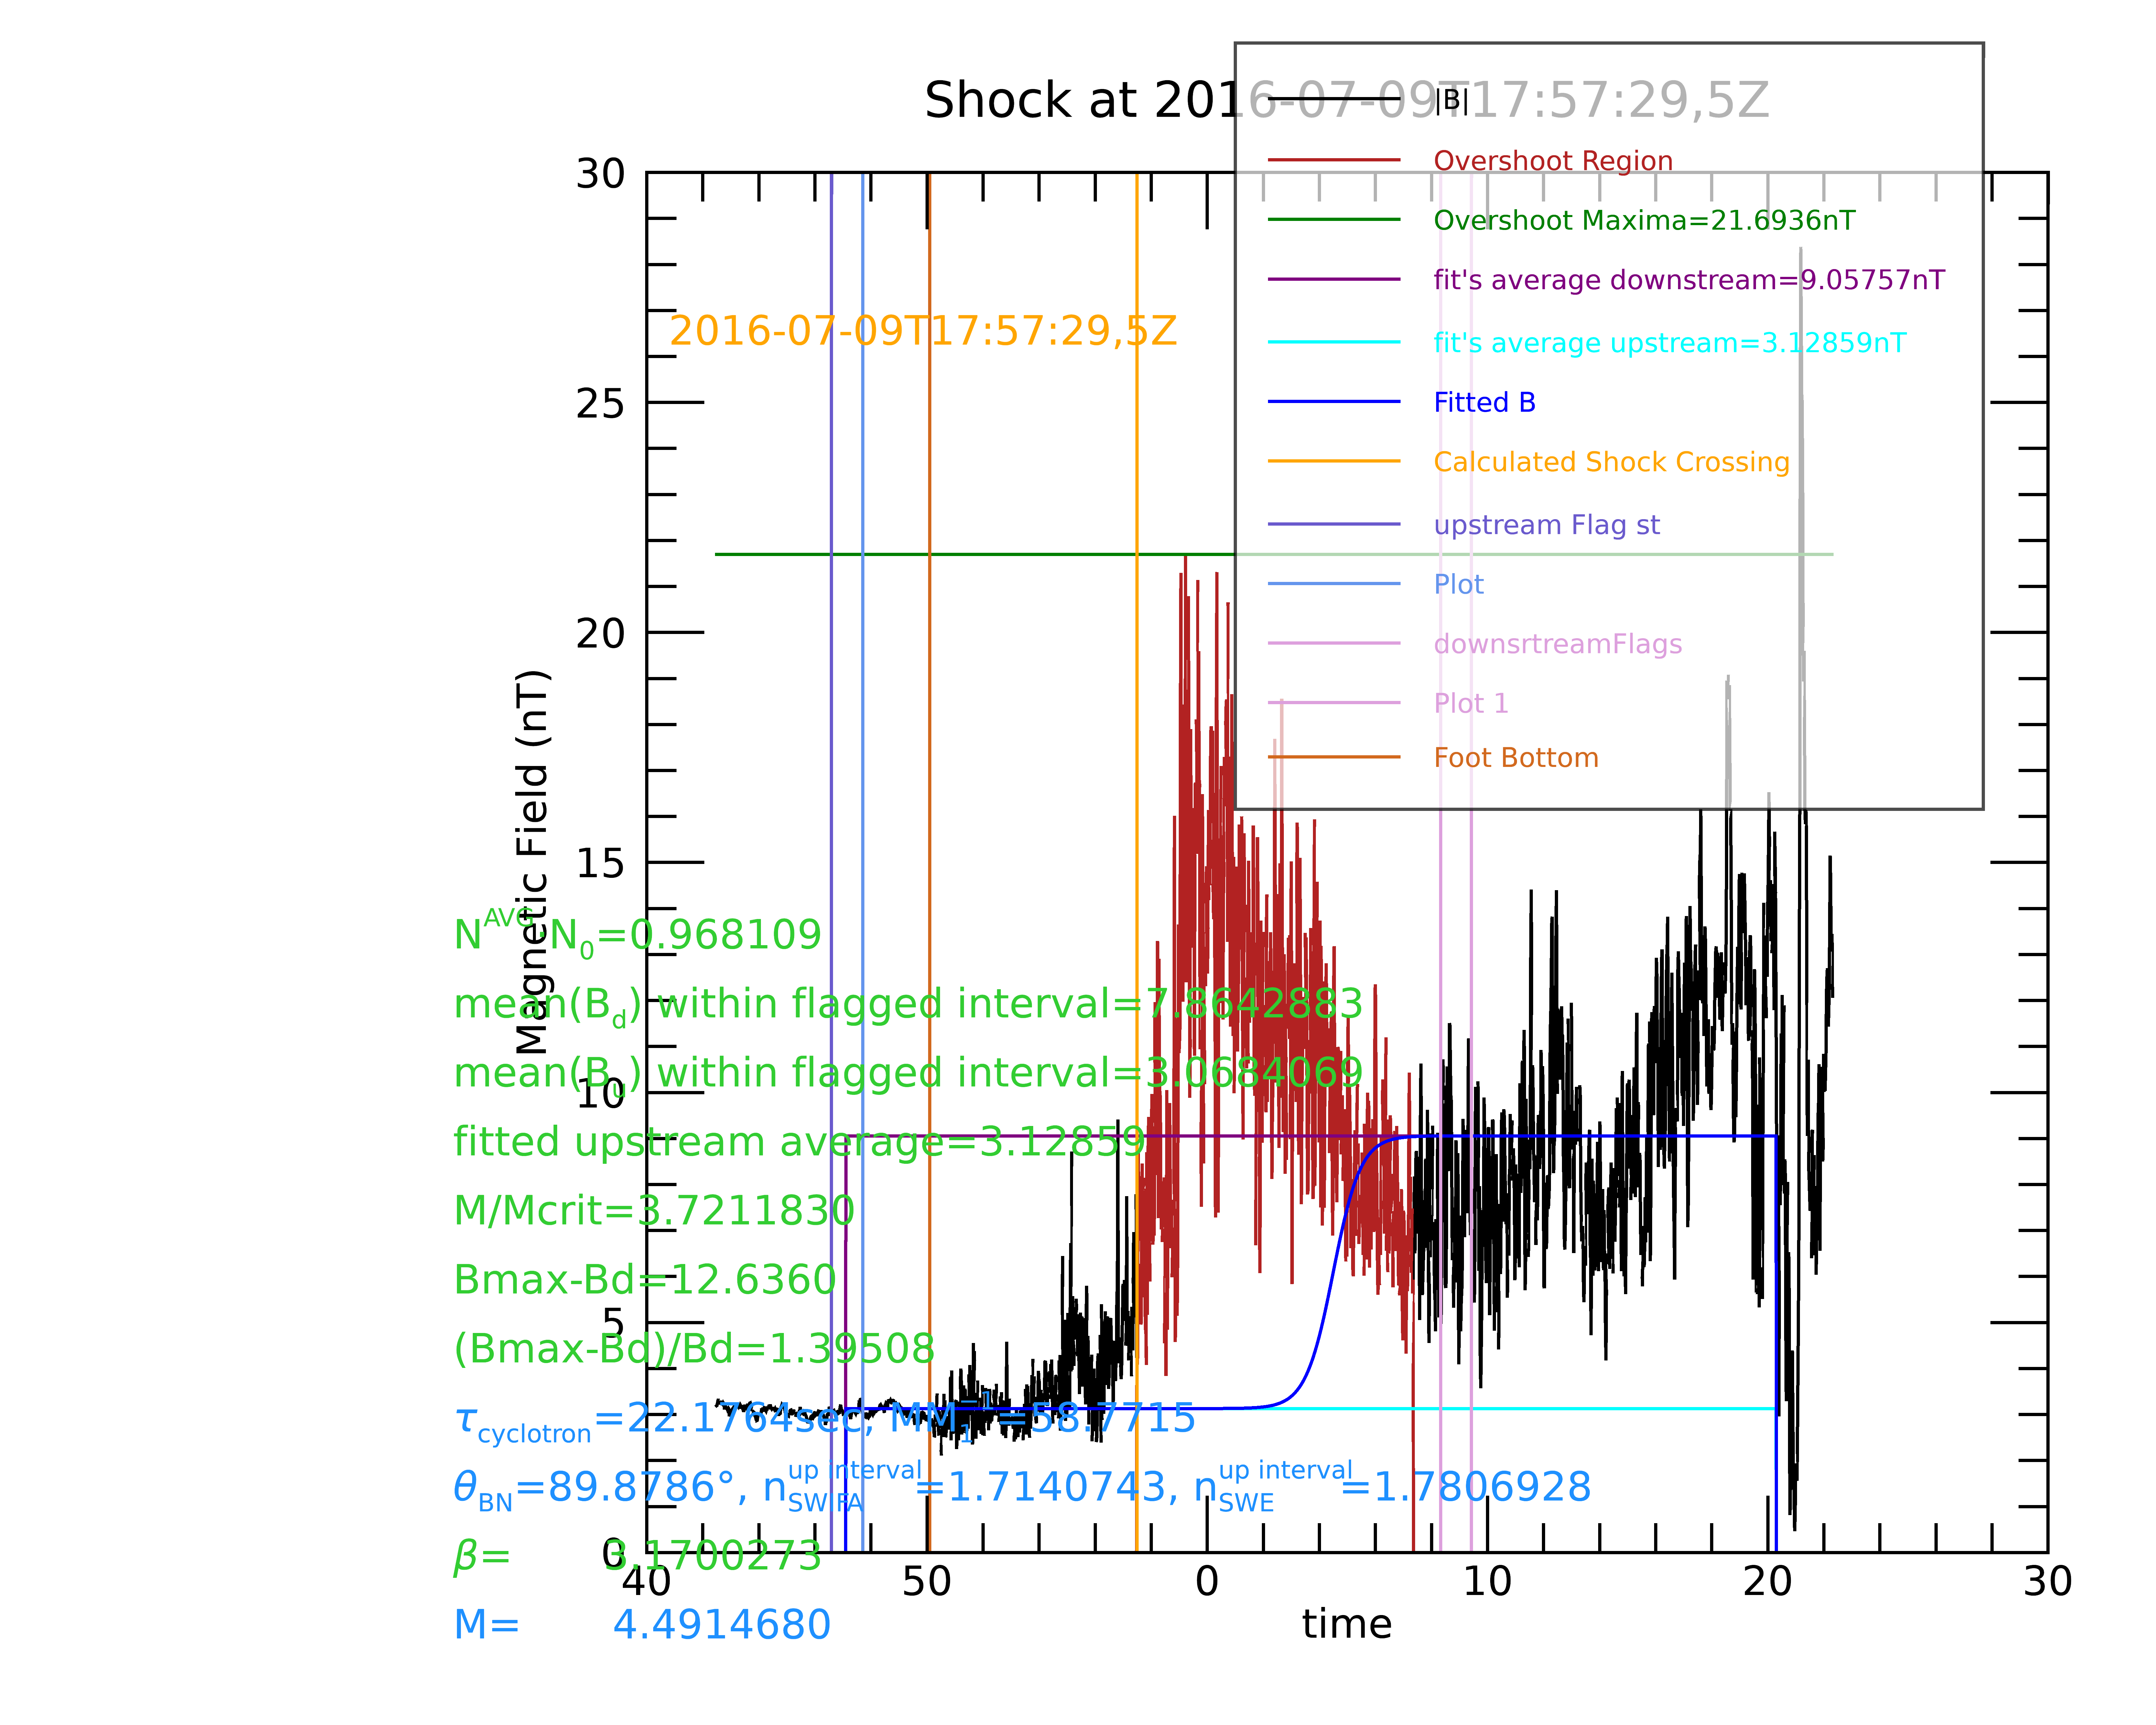 Shock at 2016-07-09T17:57:29,5Z
|B|
Overshoot Region
Overshoot Maxima=21.6936nT
fit's average downstream=9.05757nT
fit's average upstream=3.12859nT
Fitted B
Calculated Shock Crossing
upstream Flag st
Plot
downsrtreamFlags
Plot 1
Foot Bottom
2016-07-09T17:57:29,5Z
30
25
20
15
10
5
0
Magnetic Field (nT)
N^AVG·N_0=0.968109
mean(B_d) within flagged interval=7.8642883
mean(B_u) within flagged interval=3.0684069
fitted upstream average=3.12859
M/Mcrit=3.7211830
Bmax-Bd=12.6360
(Bmax-Bd)/Bd=1.39508
τ_cyclotron=22.1764sec, MM_1^-1=58.7715
θ_BN=89.8786°, n_SWIFA^up interval=1.7140743, n_SWE^up interval=1.7806928
β= 3.1700273
M= 4.4914680
40 50 0 10 20 30
time